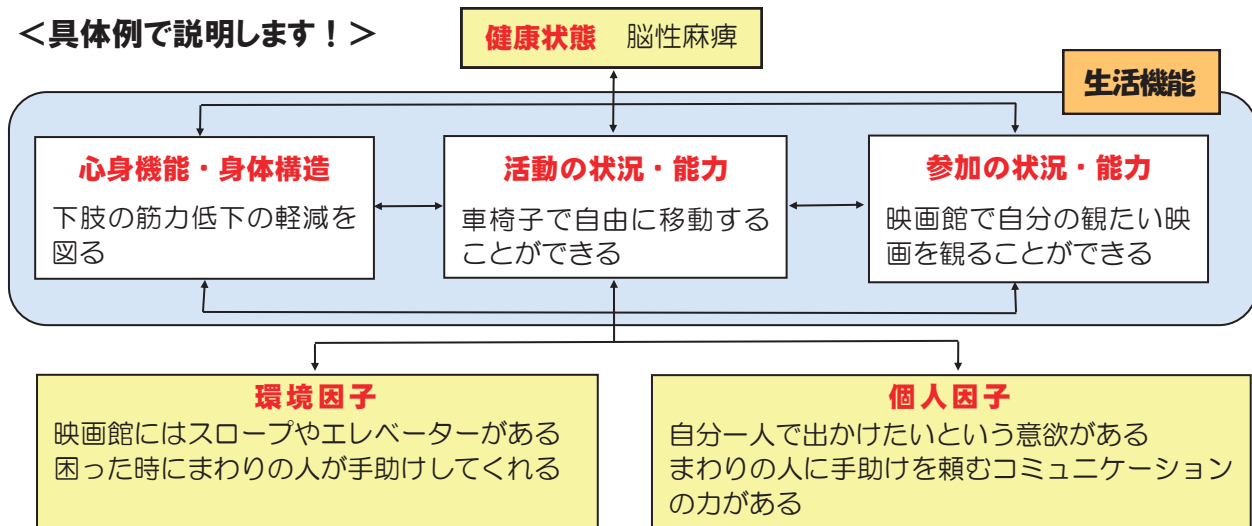 ＜具体例で説明します！＞
健康状態 脳性麻痺
生活機能
心身機能・身体構造
下肢の筋力低下の軽減を
図る
活動の状況・能力
車椅子で自由に移動する
ことができる
参加の状況・能力
映画館で自分の観たい映
画を観ることができる
環境因子
映画館にはスロープやエレベーターがある
困った時にまわりの人が手助けしてくれる
個人因子
自分一人で出かけたいという意欲がある
まわりの人に手助けを頼むコミュニケーション
の力がある